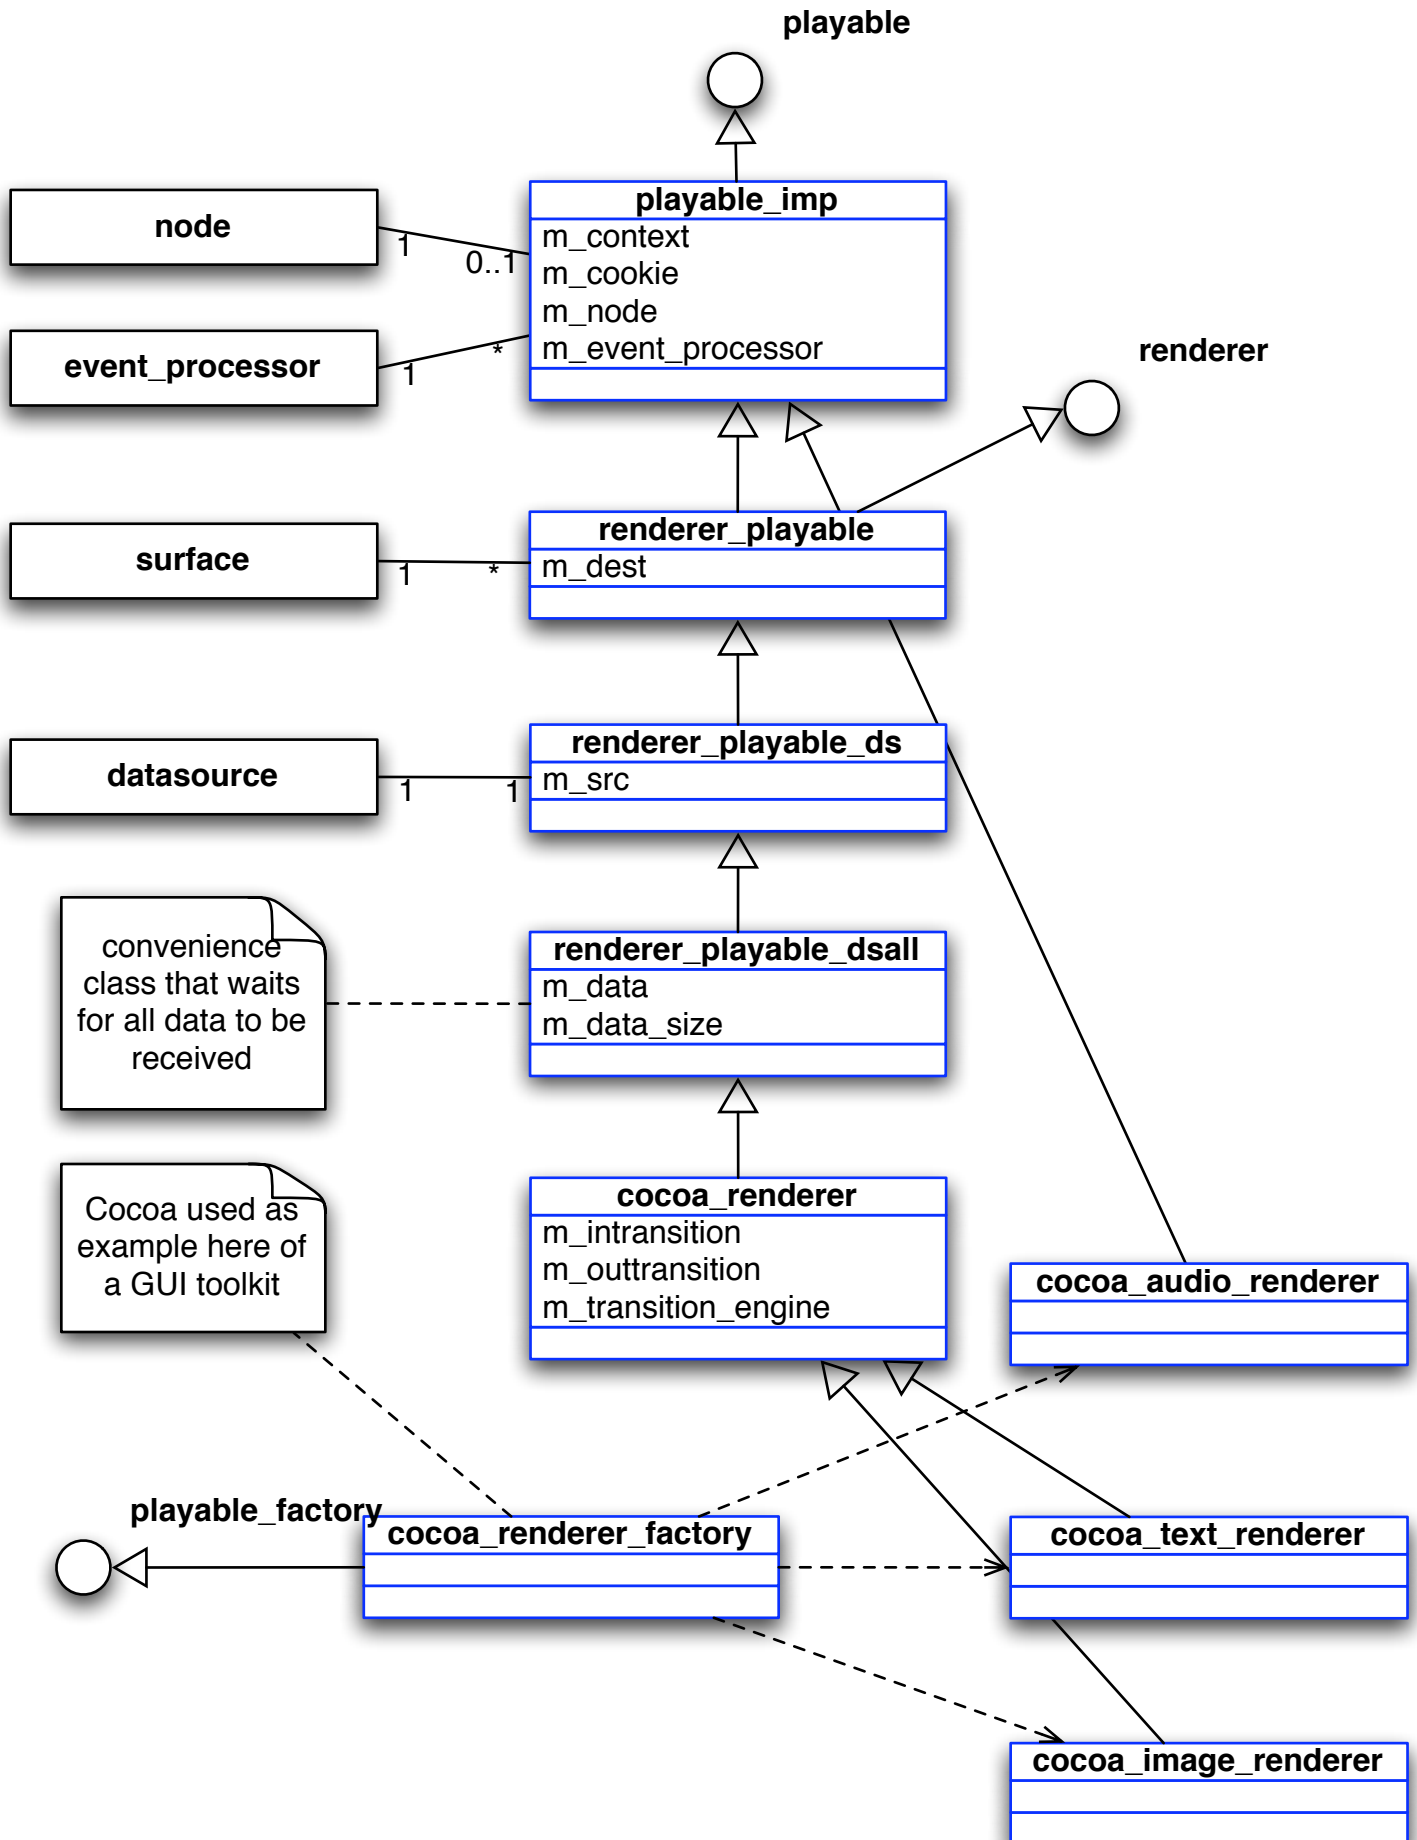 playable
playable_imp
m_context
m_cookie
m_node
m_event_processor
node
1
0..1
event_processor
1
*
renderer
renderer_playable
m_dest
surface
1
*
renderer_playable_ds
m_src
datasource
1
1
renderer_playable_dsall
m_data
m_data_size
convenience
class that waits
for all data to be
received
cocoa_renderer
m_intransition
m_outtransition
m_transition_engine
Cocoa used as
example here of
a GUI toolkit
cocoa_audio_renderer
playable_factory
cocoa_renderer_factory
cocoa_text_renderer
cocoa_image_renderer